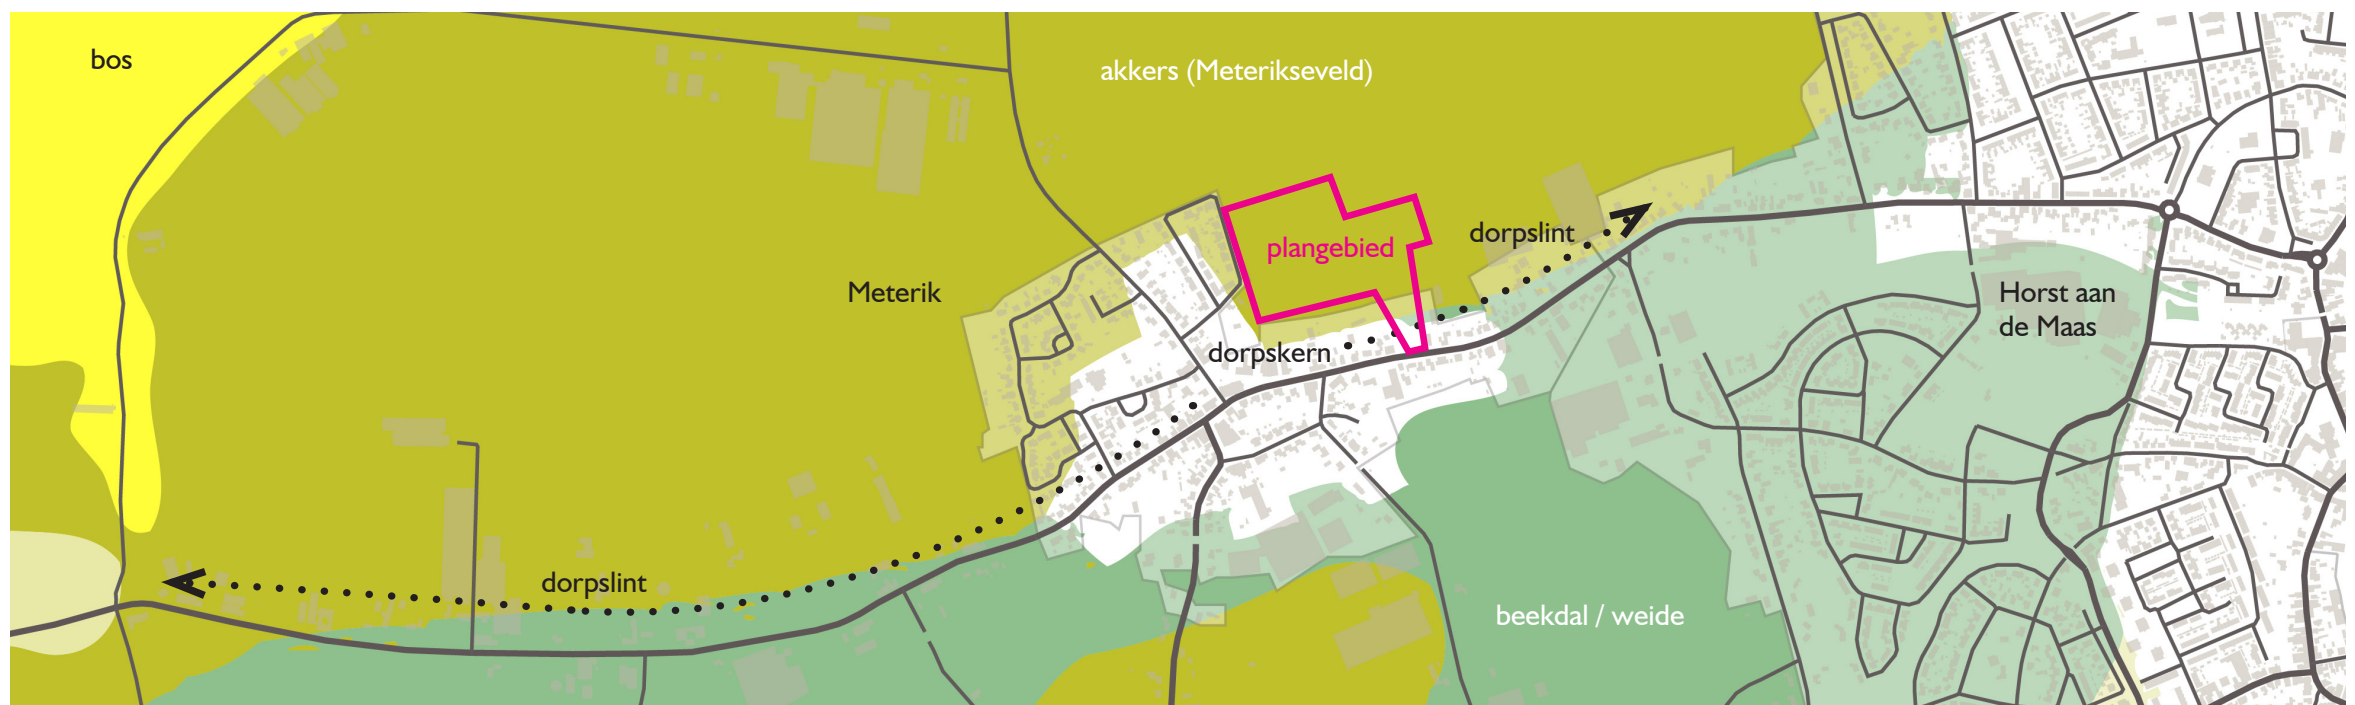 bos
akkers (Meterikseveld)
plangebied
dorpslint
Meterik
Horst aan
de Maas
dorpskern
dorpslint
beekdal / weide